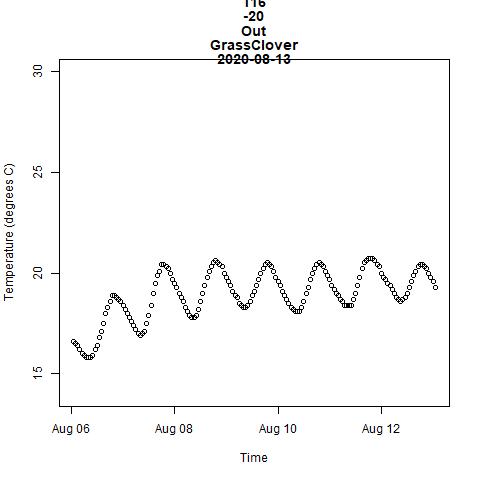 T16
-20
Out
GrassClover
2020-08-13
30
25
20
15
Temperature (degrees C)
Aug 06 Aug 08 Aug 10 Aug 12
Time